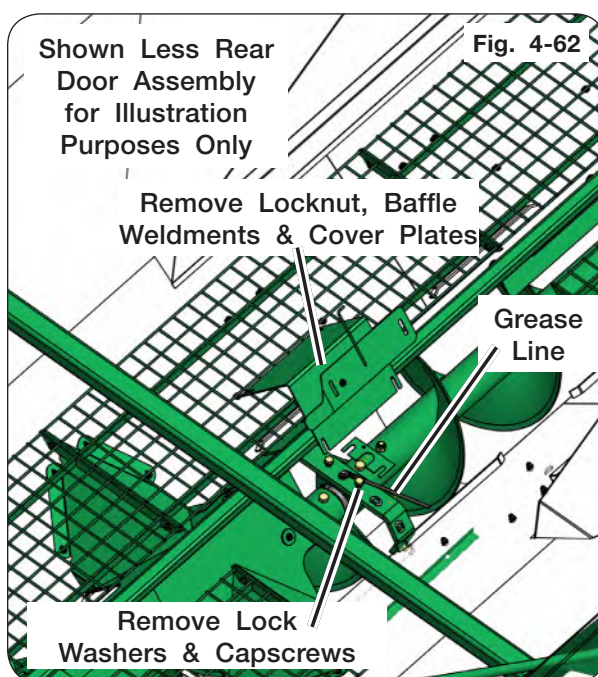 Shown Less Rear
Door Assembly
for Illustration
Purposes Only
Fig. 4-62
Remove Locknut, Baffle
Weldments & Cover Plates
Grease
Line
Remove Lock
Washers & Capscrews